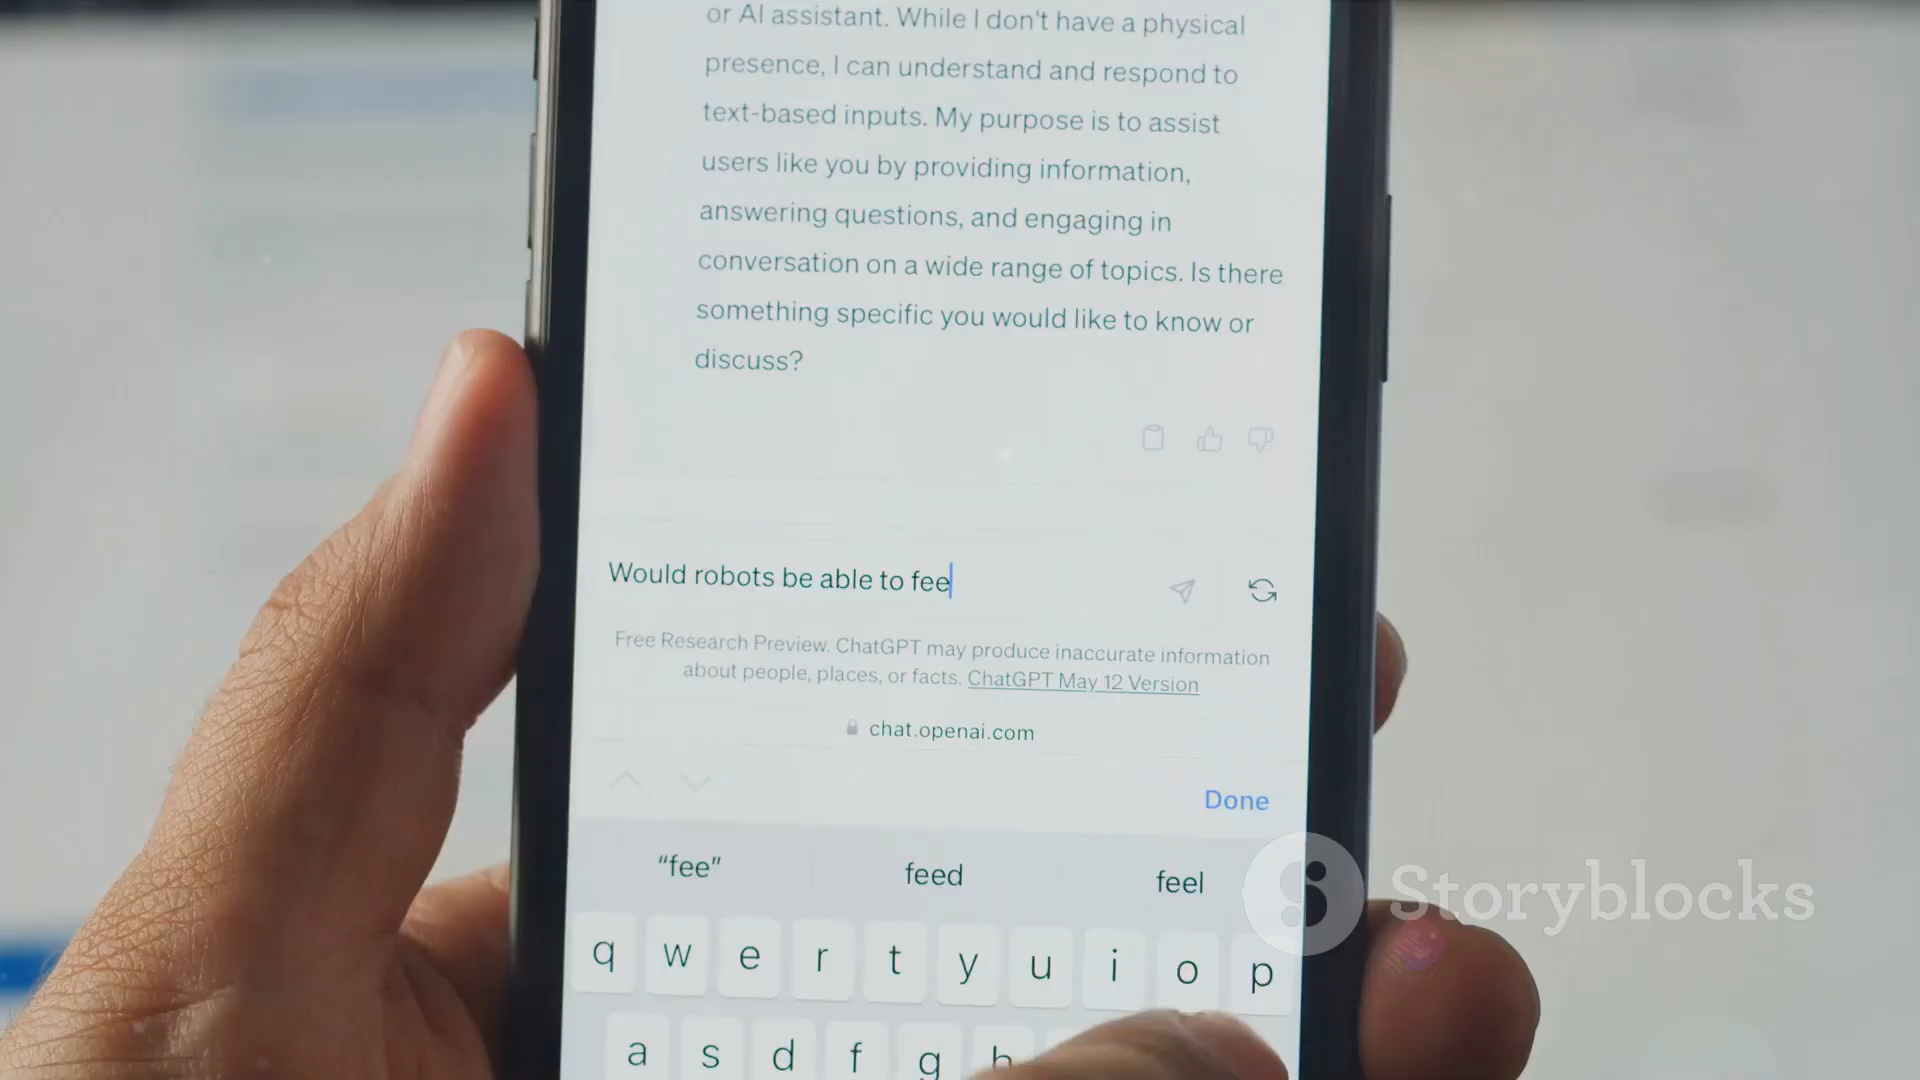 or AI assistant. While I don't have a physical
presence, I can understand and respond to
text-based inputs. My purpose is to assist
users like you by providing information,
answering questions, and engaging in
conversation on a wide range of topics. Is there
something specific you would like to know or
discuss?
Would robots be able to fee
Free Research Preview. ChatGPT may produce inaccurate information
about people, places, or facts. ChatGPT May 12 Version
chat.openai.com
Done
“fee” feed feel
Storyblocks
q w e r t y u i o p
a s d f g h